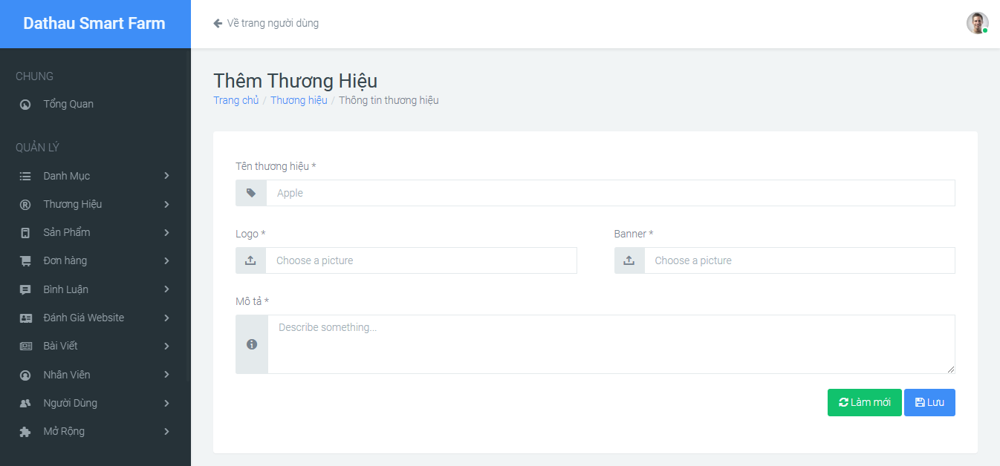 Dathau Smart Farm
Về trang người dùng
CHUNG
Tổng Quan
QUẢN LÝ
Danh Mục
Thương Hiệu
Sản Phẩm
Đơn hàng
Bình Luận
Đánh Giá Website
Bài Viết
Nhân Viên
Người Dùng
Mở Rộng
Thêm Thương Hiệu
Trang chủ / Thương hiệu / Thông tin thương hiệu
Tên thương hiệu *
Apple
Logo * Banner *
Choose a picture Choose a picture
Mô tả *
Describe something...
Làm mới Lưu